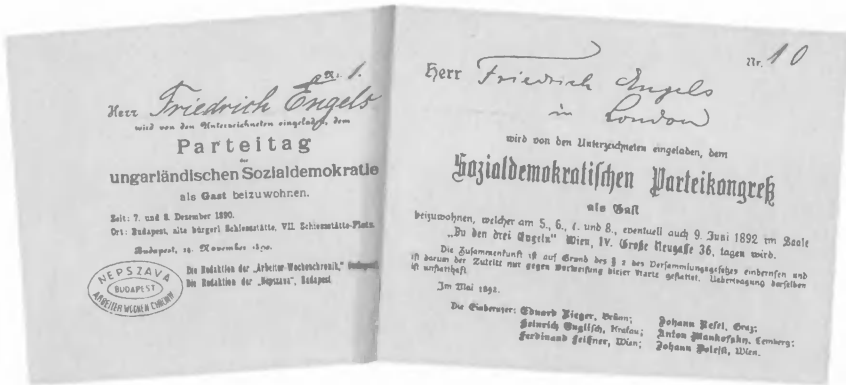 Nr. 1.
Herr Friedrich Engels
wird von den Unterzeichneten eingeladen, dem
Parteitag
der
ungarländischen Sozialdemokratie
als Gast beizuwohnen.
Zeit: 7. und 8. Dezember 1890.
Ort: Budapest, alte bürgerl Schiessstätte, VII. Schiessstätte-Platz.
Budapest, November 1890.
Die Redaktion der „Arbeiter-Wochenchronik,“ Budapest
Die Redaktion der „Nepszava“, Budapest.
NEPSZAVA
BUDAPEST
ARBEITER WOCHEN CHRONIK
Nr. 10
Herr Friedrich Engels
in London
wird von den Unterzeichneten eingeladen, dem
Sozialdemokratischen Parteikongreß
als Gast
beizuwohnen, welcher am 5., 6., 7. und 8., eventuell auch 9. Juni 1892 im Saale
„Zu den drei Engeln“ Wien, IV. Große Neugasse 36, tagen wird.
Die Zusammenkunft ist auf Grund des § 2 des Versammlungsgesetzes einberufen und
ist darum der Zutritt nur gegen Vorweisung dieser Karte gestattet. Uebertragung derselben
ist unstatthaft.
Im Mai 1892.
Die Einberufer: Eduard Rieger, Brünn; Johann Resel, Graz;
Heinrich Englisch, Krakau; Anton Mankofsky, Lemberg;
Ferdinand Leißner, Wien; Johann Wien.